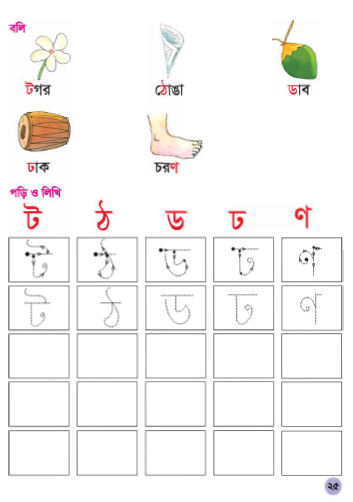 বলি
টগর ঠোঙা ডাব
ঢাক চরণ
পড়ি ও লিখি
ট ঠ ড ঢ ণ
ট ঠ ড ঢ ণ
ট ঠ ড ঢ ণ
২৫